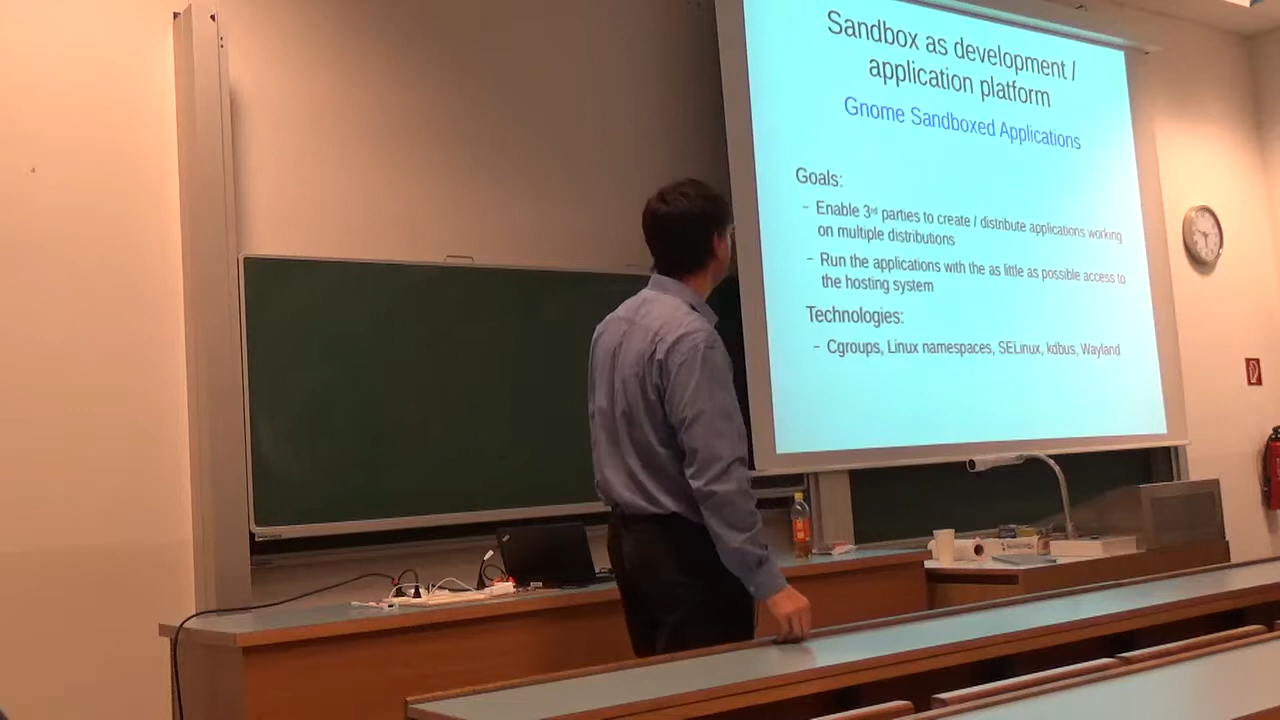 Sandbox as development /
application platform
Gnome Sandboxed Applications
Goals:
– Enable 3rd parties to create / distribute applications working
on multiple distributions
– Run the applications with the as little as possible access to
the hosting system
Technologies:
– Cgroups, Linux namespaces, SELinux, kdbus, Wayland